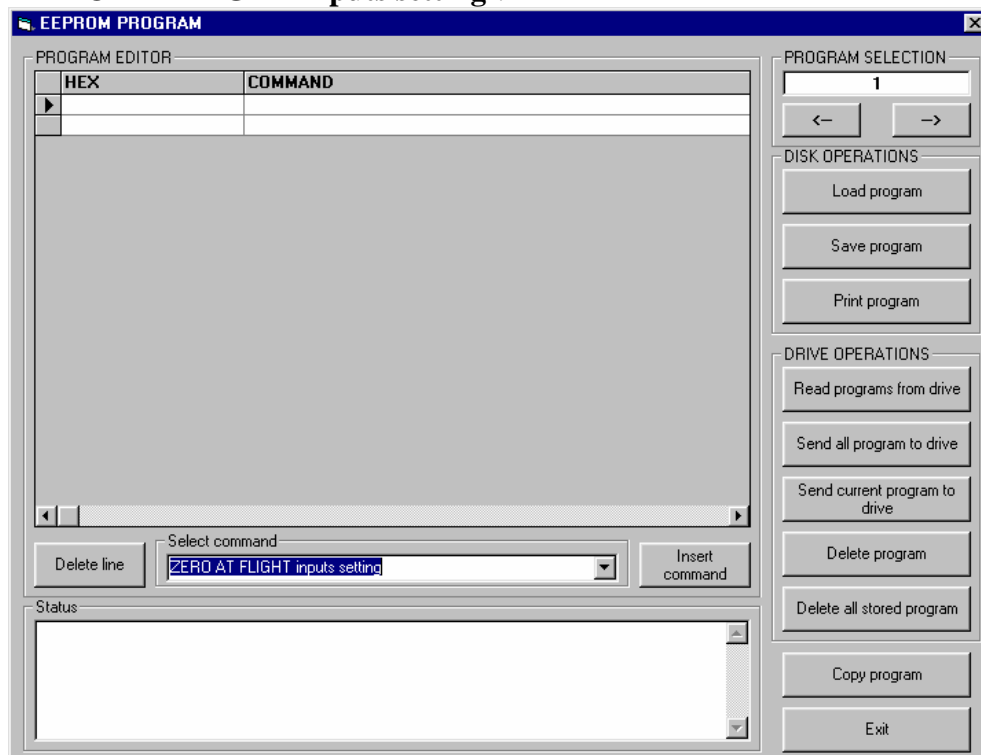 inputs setting
EEPROM PROGRAM
PROGRAM EDITOR
HEX COMMAND
Delete line
Select command
ZERO AT FLIGHT inputs setting
Insert command
Status
PROGRAM SELECTION
1
<-- -->
DISK OPERATIONS
Load program
Save program
Print program
DRIVE OPERATIONS
Read programs from drive
Send all program to drive
Send current program to
drive
Delete program
Delete all stored program
Copy program
Exit